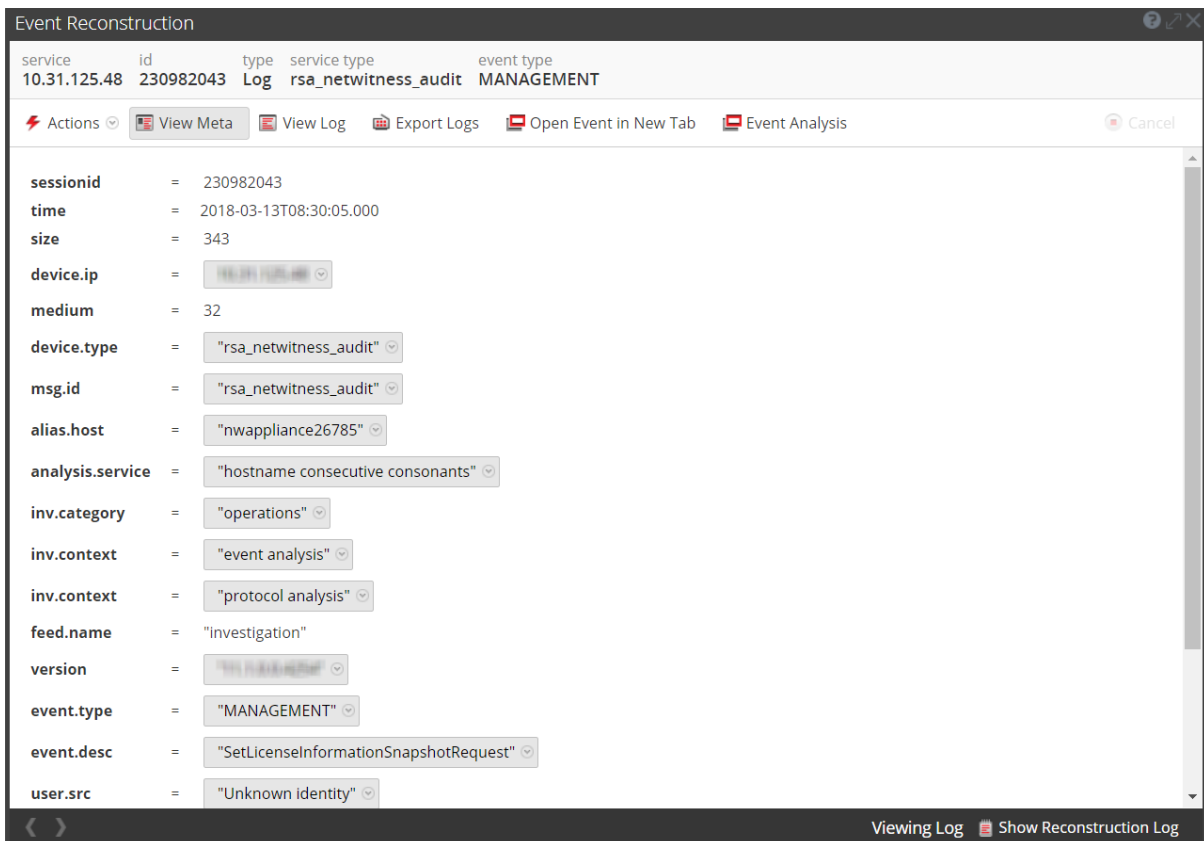 Event Reconstruction
service id type service type event type
10.31.125.48 230982043 Log rsa_netwitness_audit MANAGEMENT
Actions View Meta View Log Export Logs Open Event in New Tab Event Analysis Cancel
sessionid = 230982043
time = 2018-03-13T08:30:05.000
size = 343
device.ip =
medium = 32
device.type = "rsa_netwitness_audit"
msg.id = "rsa_netwitness_audit"
alias.host = "nwappliance26785"
analysis.service = "hostname consecutive consonants"
inv.category = "operations"
inv.context = "event analysis"
inv.context = "protocol analysis"
feed.name = "investigation"
version =
event.type = "MANAGEMENT"
event.desc = "SetLicenseInformationSnapshotRequest"
user.src = "Unknown identity"
Viewing Log Show Reconstruction Log